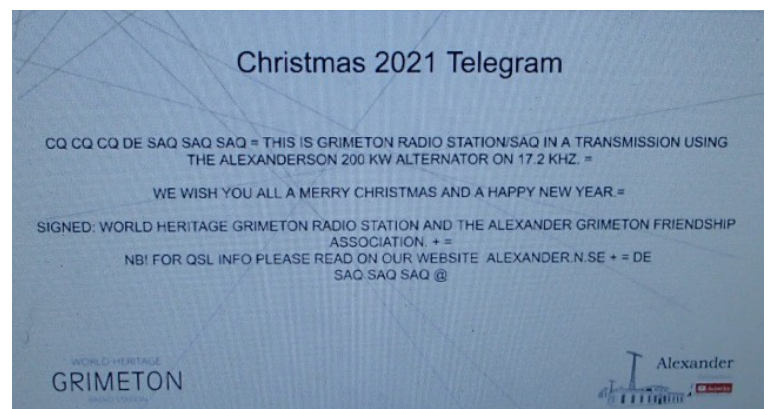 Christmas 2021 Telegram
CQ CQ CQ DE SAQ SAQ SAQ = THIS IS GRIMETON RADIO STATION/SAQ IN A TRANSMISSION USING
THE ALEXANDERSON 200 KW ALTERNATOR ON 17.2 KHZ. =
WE WISH YOU ALL A MERRY CHRISTMAS AND A HAPPY NEW YEAR.=
SIGNED: WORLD HERITAGE GRIMETON RADIO STATION AND THE ALEXANDER GRIMETON FRIENDSHIP
ASSOCIATION. + =
NB! FOR QSL INFO PLEASE READ ON OUR WEBSITE ALEXANDER.N.SE + = DE
SAQ SAQ SAQ @
WORLD HERITAGE
GRIMETON
RADIO STATION
Alexander